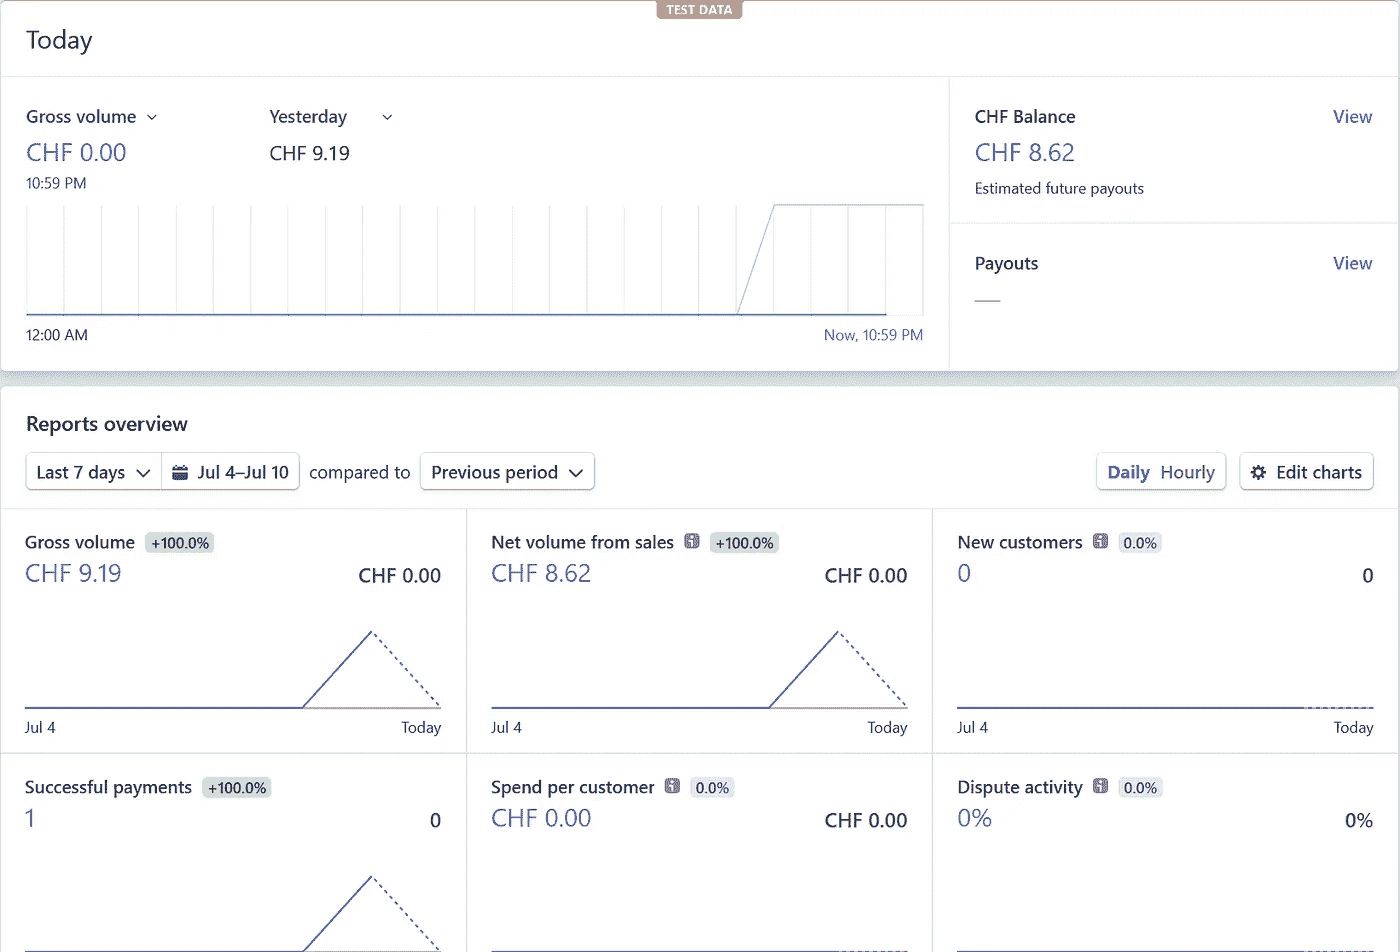 TEST DATA
Today
Gross volume
Yesterday
CHF 0.00
CHF 9.19
10:59 PM
12:00 AM
Now, 10:59 PM
CHF Balance
View
CHF 8.62
Estimated future payouts
Payouts
View
—
Reports overview
Last 7 days
Jul 4–Jul 10
compared to
Previous period
Daily
Hourly
Edit charts
Gross volume
+100.0%
CHF 9.19
CHF 0.00
Jul 4
Today
Net volume from sales
+100.0%
CHF 8.62
CHF 0.00
Jul 4
Today
New customers
0.0%
0
0
Jul 4
Today
Successful payments
+100.0%
1
0
Spend per customer
0.0%
CHF 0.00
CHF 0.00
Dispute activity
0.0%
0%
0%